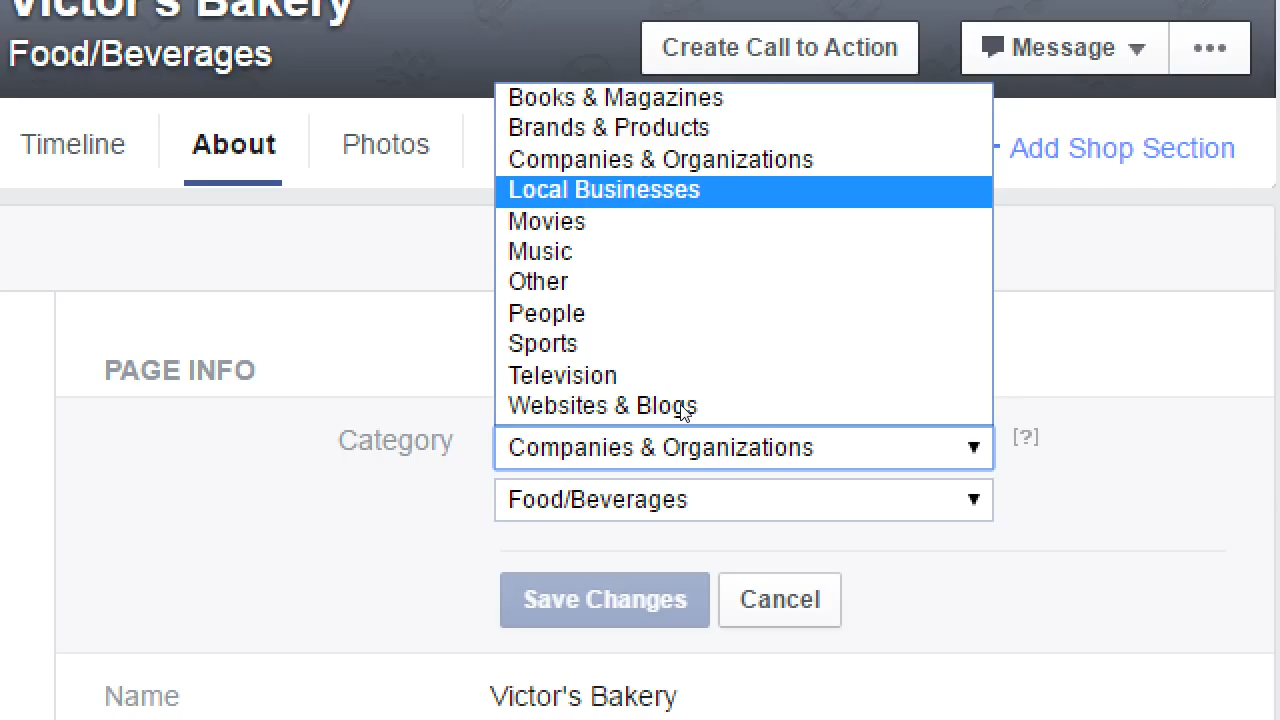 Victor's Bakery
Food/Beverages
Create Call to Action
Message
Timeline
About
Photos
Add Shop Section
Books & Magazines
Brands & Products
Companies & Organizations
Local Businesses
Movies
Music
Other
People
Sports
Television
Websites & Blogs
PAGE INFO
Category
Companies & Organizations
[?]
Food/Beverages
Save Changes
Cancel
Name
Victor's Bakery